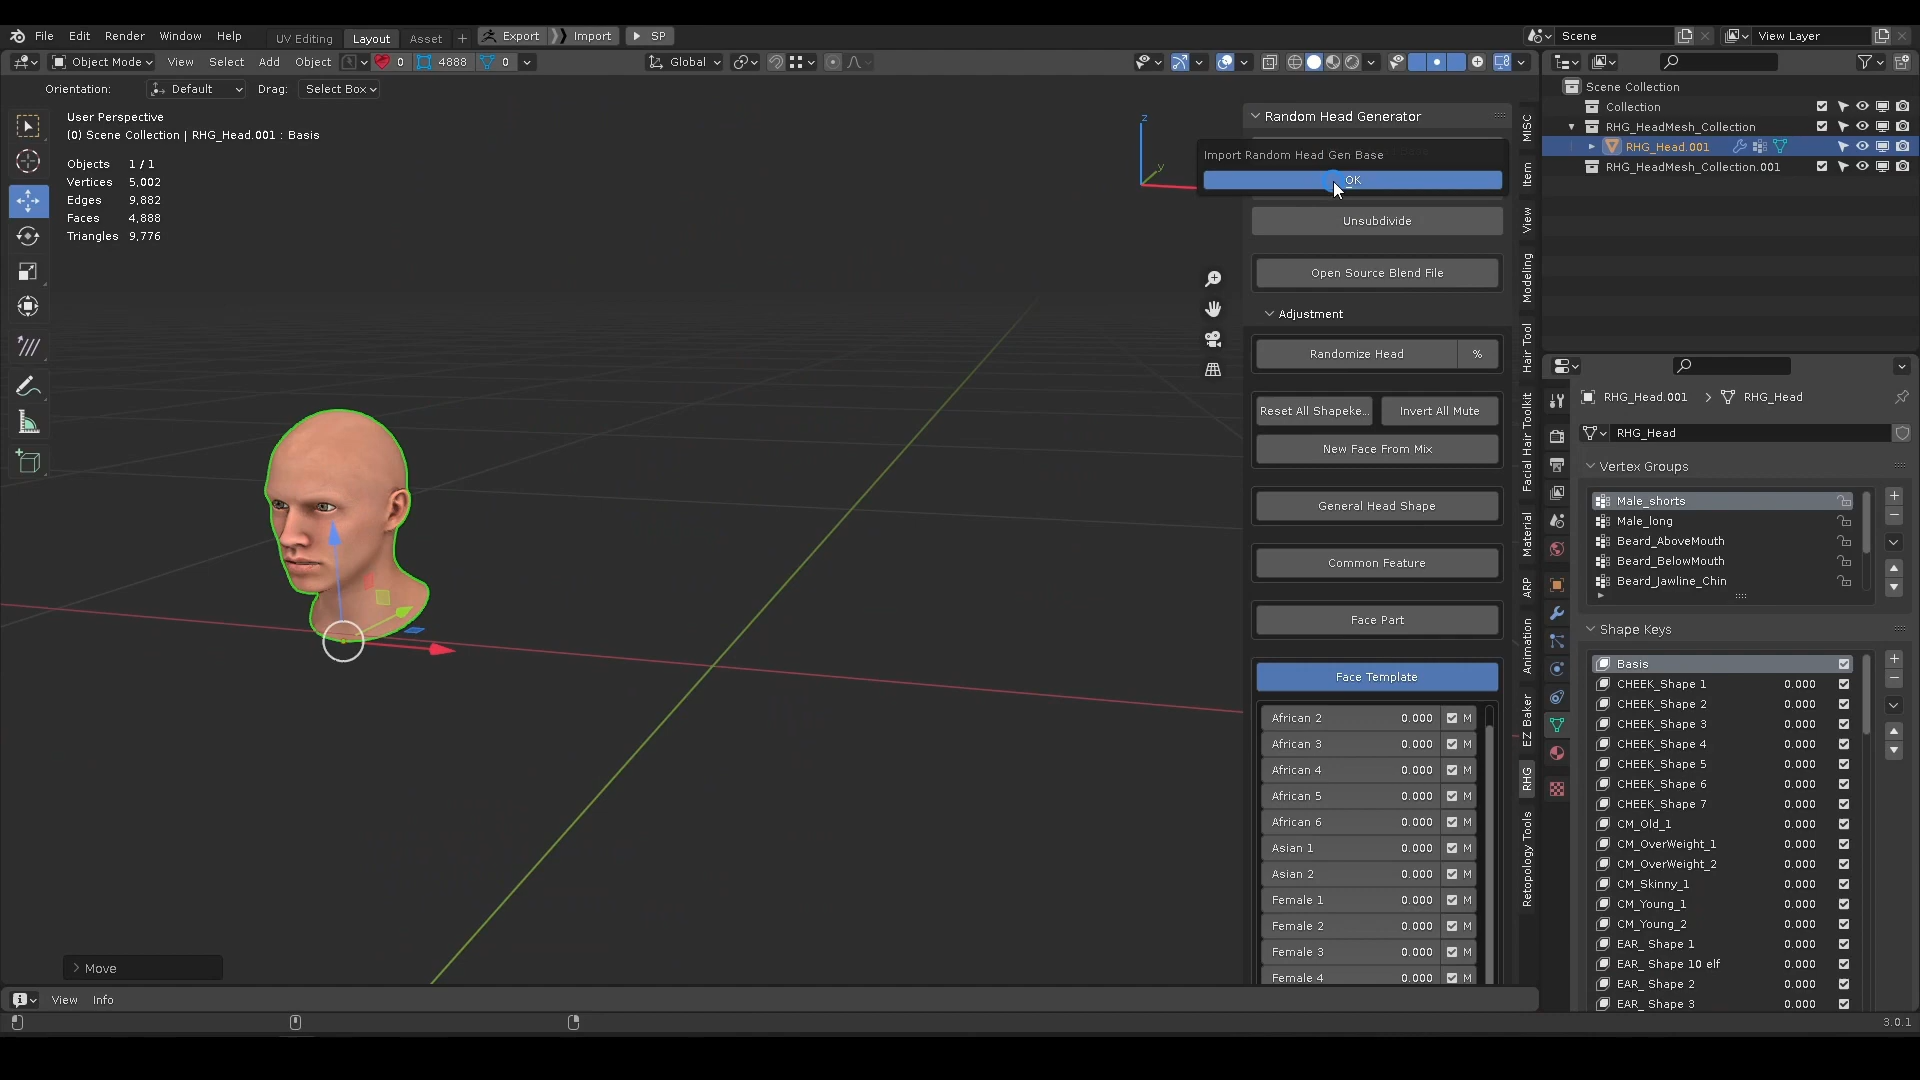 File Edit Render Window Help UV Editing Layout Asset + Export Import SP Scene View Layer
Object Mode View Select Add Object 0 4888 0 Global
Orientation: Default Drag: Select Box
User Perspective
(0) Scene Collection | RHG_Head.001 : Basis
Objects 1 / 1
Vertices 5,002
Edges 9,882
Faces 4,888
Triangles 9,776
z
y
Move
Random Head Generator
Import Random Head Gen Base
OK
Unsubdivide
Open Source Blend File
Adjustment
Randomize Head %
Reset All Shapeke... Invert All Mute
New Face From Mix
General Head Shape
Common Feature
Face Part
Face Template
African 2 0.000 M
African 3 0.000 M
African 4 0.000 M
African 5 0.000 M
African 6 0.000 M
Asian 1 0.000 M
Asian 2 0.000 M
Female 1 0.000 M
Female 2 0.000 M
Female 3 0.000 M
Female 4 0.000 M
MISC
Item
View
Modeling
Hair Tool
Facial Hair Toolkit
Material
ARP
Animation
EZ Baker
RHG
Retopology Tools
Scene Collection
Collection
RHG_HeadMesh_Collection
RHG_Head.001
RHG_HeadMesh_Collection.001
RHG_Head.001 RHG_Head
RHG_Head
Vertex Groups
Male_shorts
Male_long
Beard_AboveMouth
Beard_BelowMouth
Beard_Jawline_Chin
Shape Keys
Basis
CHEEK_Shape 1 0.000
CHEEK_Shape 2 0.000
CHEEK_Shape 3 0.000
CHEEK_Shape 4 0.000
CHEEK_Shape 5 0.000
CHEEK_Shape 6 0.000
CHEEK_Shape 7 0.000
CM_Old_1 0.000
CM_OverWeight_1 0.000
CM_OverWeight_2 0.000
CM_Skinny_1 0.000
CM_Young_1 0.000
CM_Young_2 0.000
EAR_ Shape 1 0.000
EAR_ Shape 10 elf 0.000
EAR_ Shape 2 0.000
EAR_ Shape 3 0.000
View Info
3.0.1